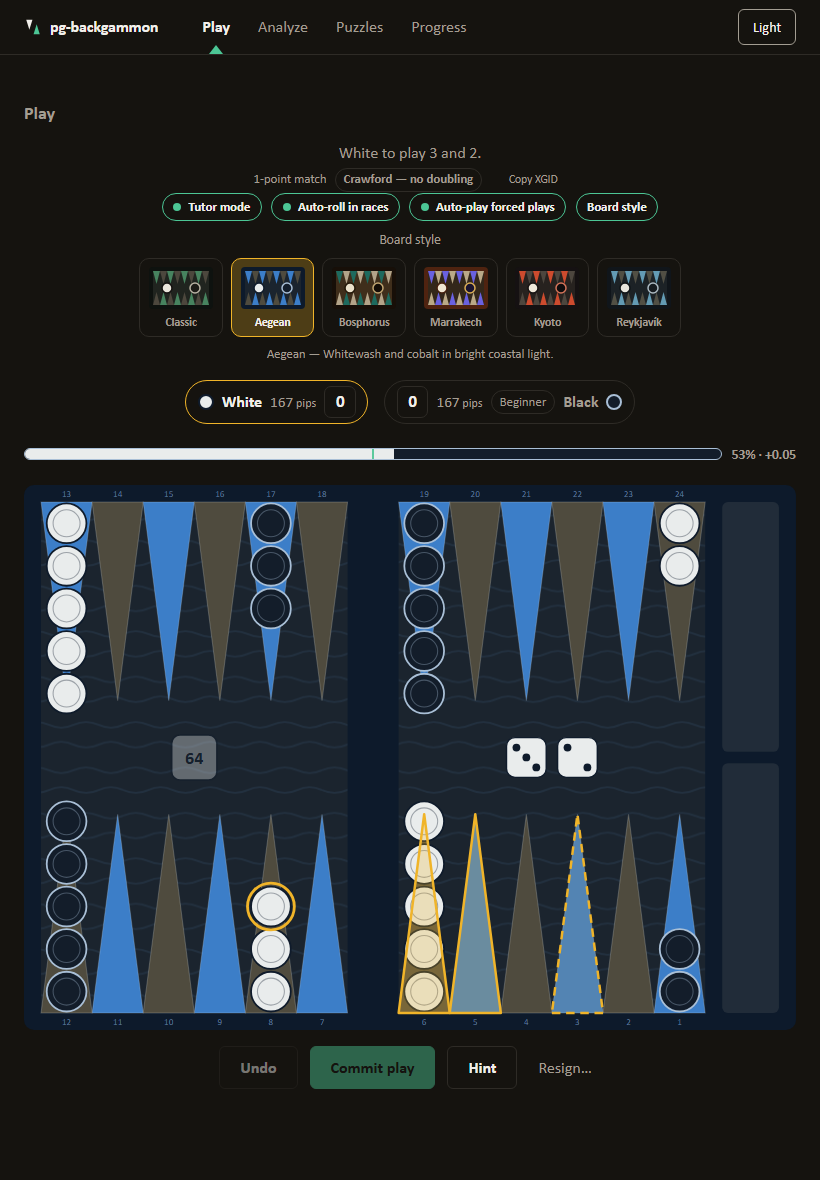 pg-backgammon Play Analyze Puzzles Progress Light
Play
White to play 3 and 2.
1-point match Crawford — no doubling Copy XGID
Tutor mode Auto-roll in races Auto-play forced plays Board style
Board style
Classic Aegean Bosphorus Marrakech Kyoto Reykjavík
Aegean — Whitewash and cobalt in bright coastal light.
White 167 pips 0 0 167 pips Beginner Black
53% · +0.05
13 14 15 16 17 18 19 20 21 22 23 24
64
12 11 10 9 8 7 6 5 4 3 2 1
Undo Commit play Hint Resign...